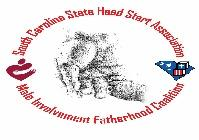 South Carolina State Head Start Association
Male Involvement Fatherhood Coalition